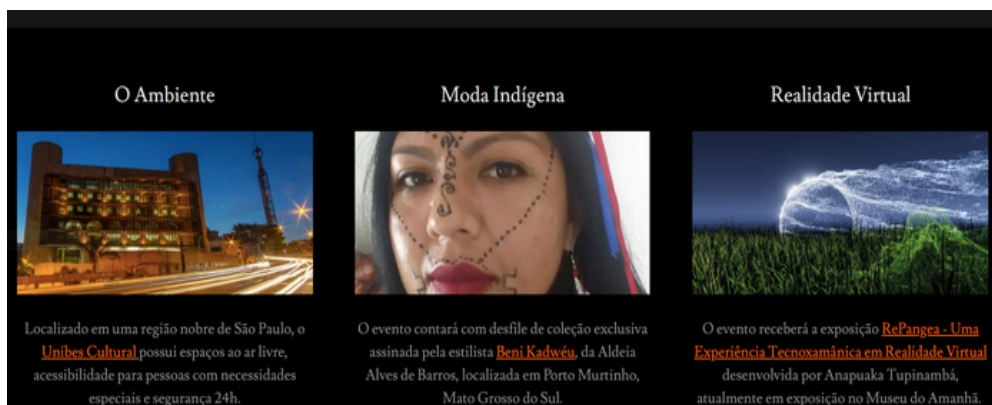 O Ambiente
Localizado em uma região nobre de São Paulo, o
Unibes Cultural possui espaços ao ar livre,
acessibilidade para pessoas com necessidades
especiais e segurança 24h.
Moda Indígena
O evento contará com desfile de coleção exclusiva
assinada pela estilista Beni Kadwéu, da Aldeia
Alves de Barros, localizada em Porto Murtinho,
Mato Grosso do Sul.
Realidade Virtual
O evento receberá a exposição RePangea - Uma
Experiência Tecnoxamânica em Realidade Virtual
desenvolvida por Anapuaka Tupinambá,
atualmente em exposição no Museu do Amanhã.